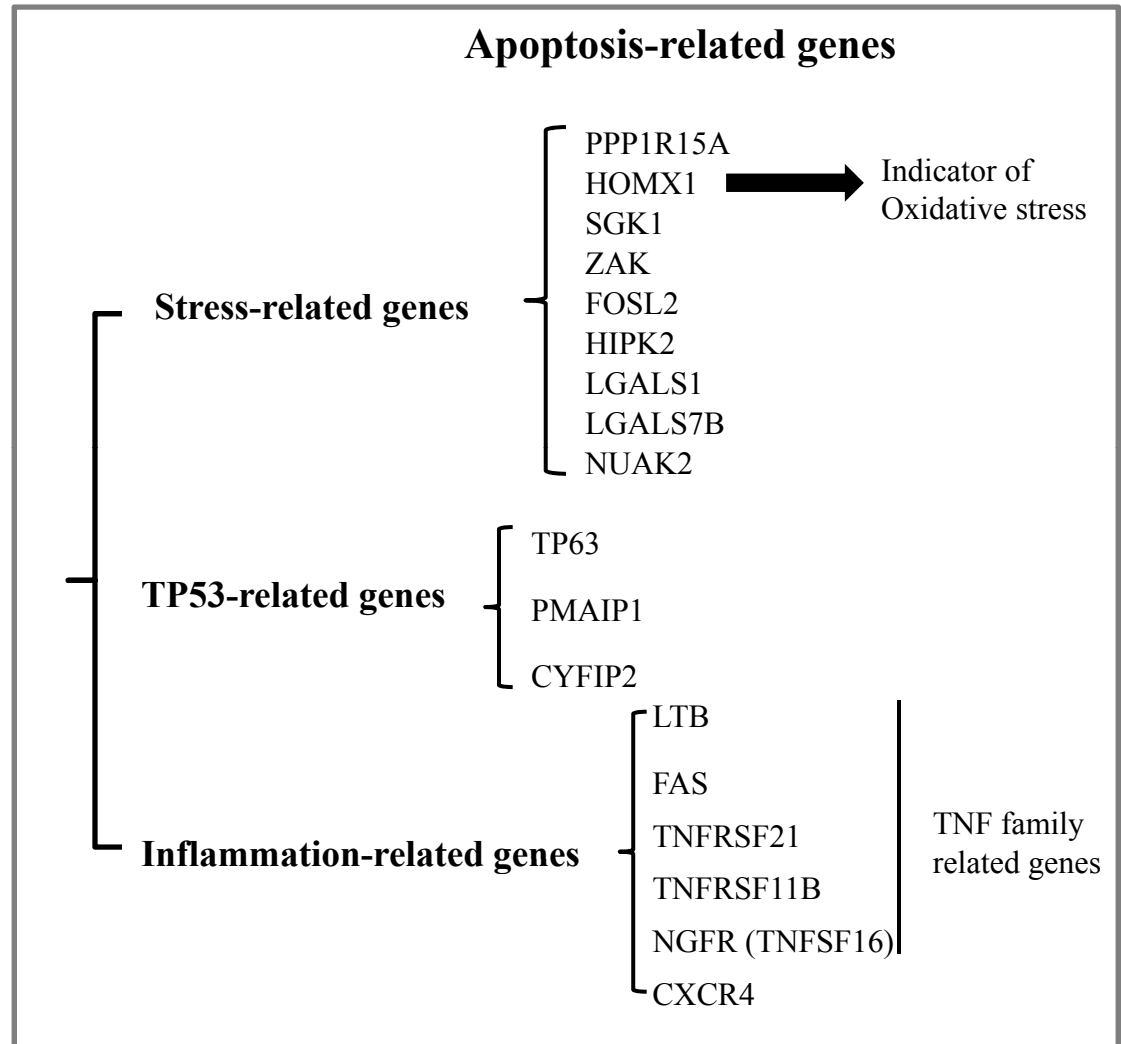 Apoptosis-related genes
Stress-related genes
PPP1R15A
HOMX1
SGK1
ZAK
FOSL2
HIPK2
LGALS1
LGALS7B
NUAK2
Indicator of
Oxidative stress
TP53-related genes
TP63
PMAIP1
CYFIP2
Inflammation-related genes
LTB
FAS
TNFRSF21
TNFRSF11B
NGFR (TNFSF16)
CXCR4
TNF family
related genes